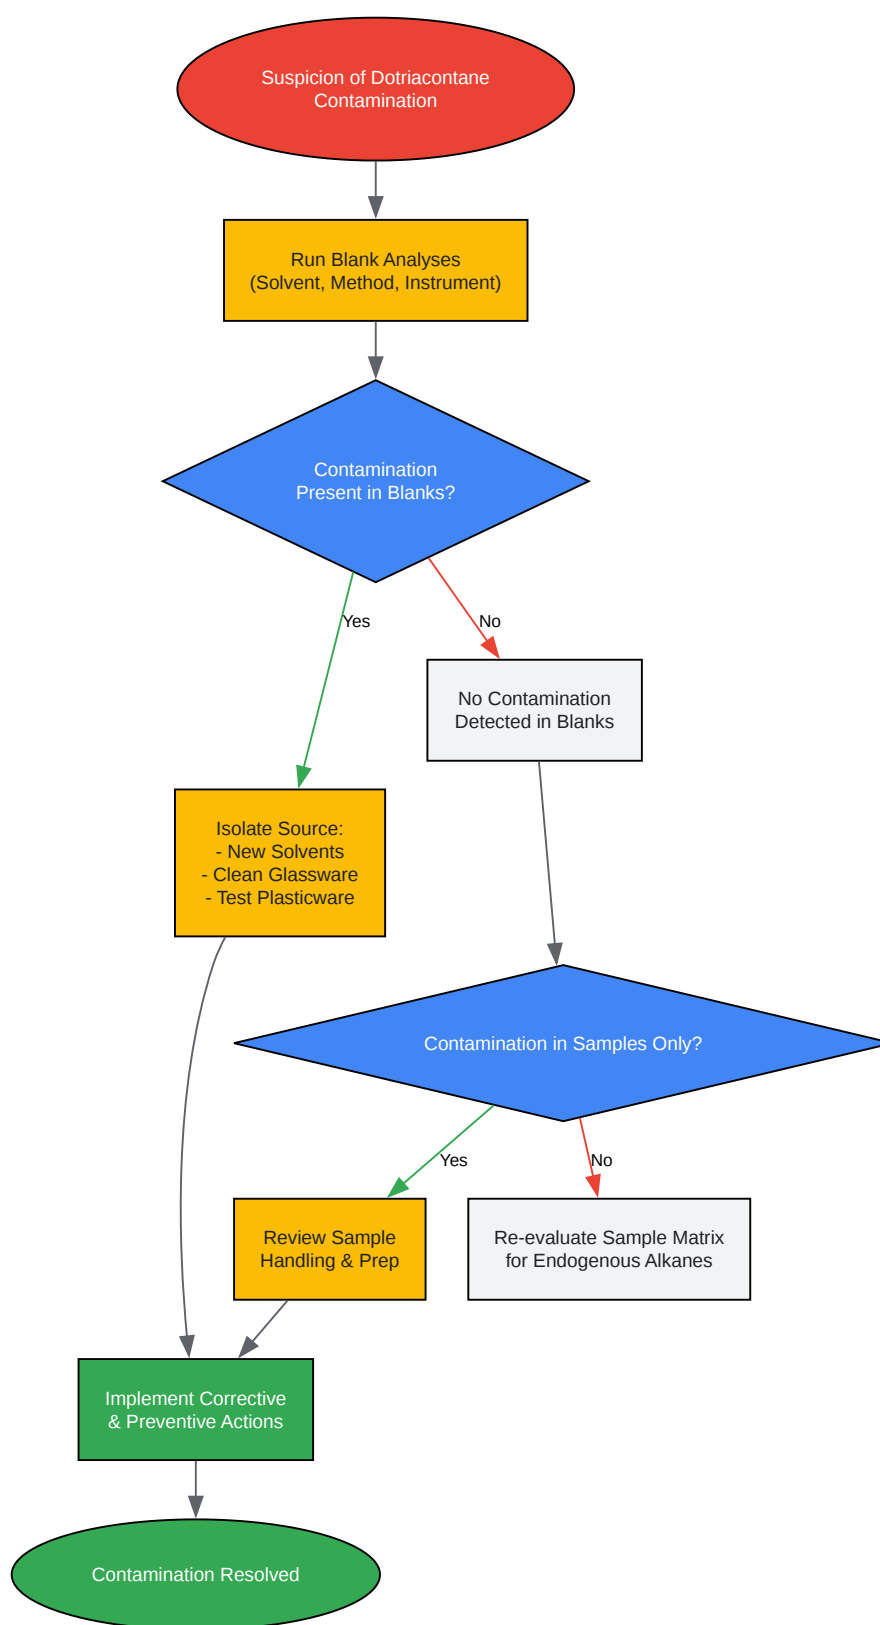 Suspicion of Dotriacontane
Contamination
Run Blank Analyses
(Solvent, Method, Instrument)
Contamination
Present in Blanks?
Yes
No
No Contamination
Detected in Blanks
Isolate Source:
- New Solvents
- Clean Glassware
- Test Plasticware
Contamination in Samples Only?
Yes
No
Review Sample
Handling & Prep
Re-evaluate Sample Matrix
for Endogenous Alkanes
Implement Corrective
& Preventive Actions
Contamination Resolved